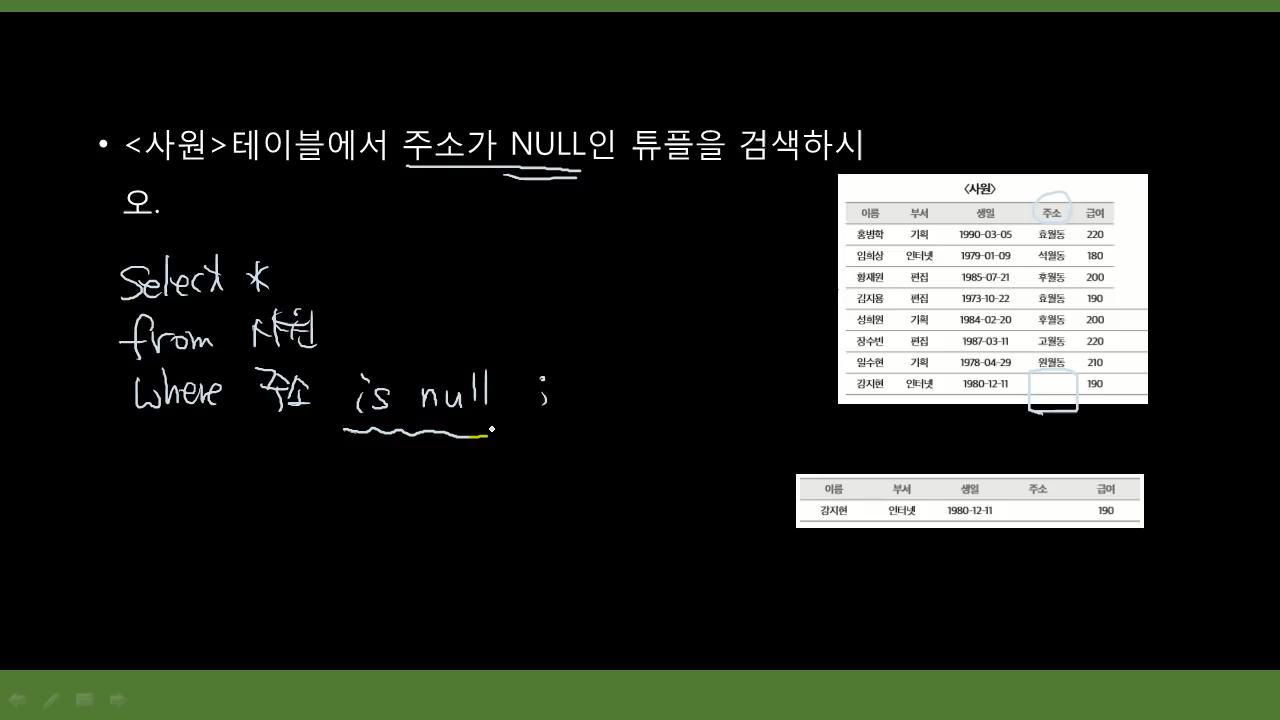 • <사원>테이블에서 주소가 NULL인 튜플을 검색하시
오.
Select *
from 사원
where 주소 is null ;
<사원>
이름 부서 생일 주소 급여
홍병학 기획 1990-03-05 효월동 220
임희상 인터넷 1979-01-09 석월동 180
황재원 편집 1985-07-21 후월동 200
김지용 편집 1973-10-22 효월동 190
성희원 기획 1984-02-20 후월동 200
장수빈 편집 1987-03-11 고월동 220
일수현 기획 1978-04-29 원월동 210
강지현 인터넷 1980-12-11 190
이름 부서 생일 주소 급여
강지현 인터넷 1980-12-11 190